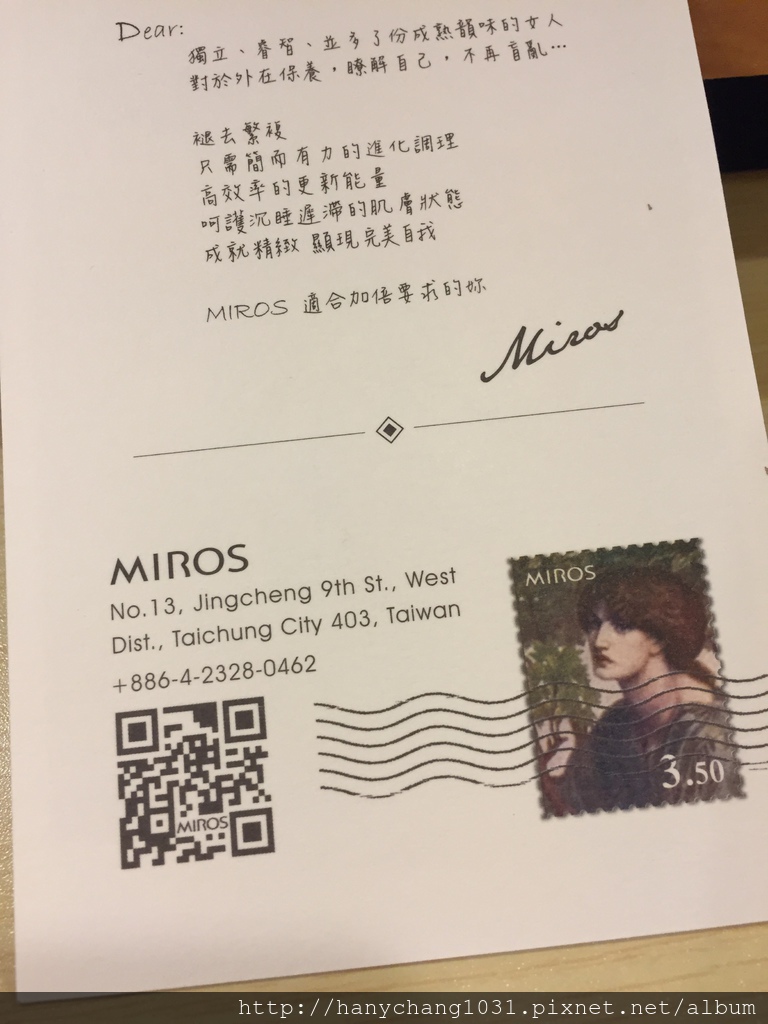 Dear:
獨立、睿智、並多了份成熟韻味的女人
對於外在保養，瞭解自己，不再盲亂…
褪去繁複
只需簡而有力的進化調理
高效率的更新能量
呵護沉睡遲滯的肌膚狀態
成就精緻 顯現完美自我
MIROS 適合加倍要求的妳
Miros
MIROS
No.13, Jingcheng 9th St., West
Dist., Taichung City 403, Taiwan
+886-4-2328-0462
MIROS
MIROS
3.50
http://hanychang1031.pixnet.net/album